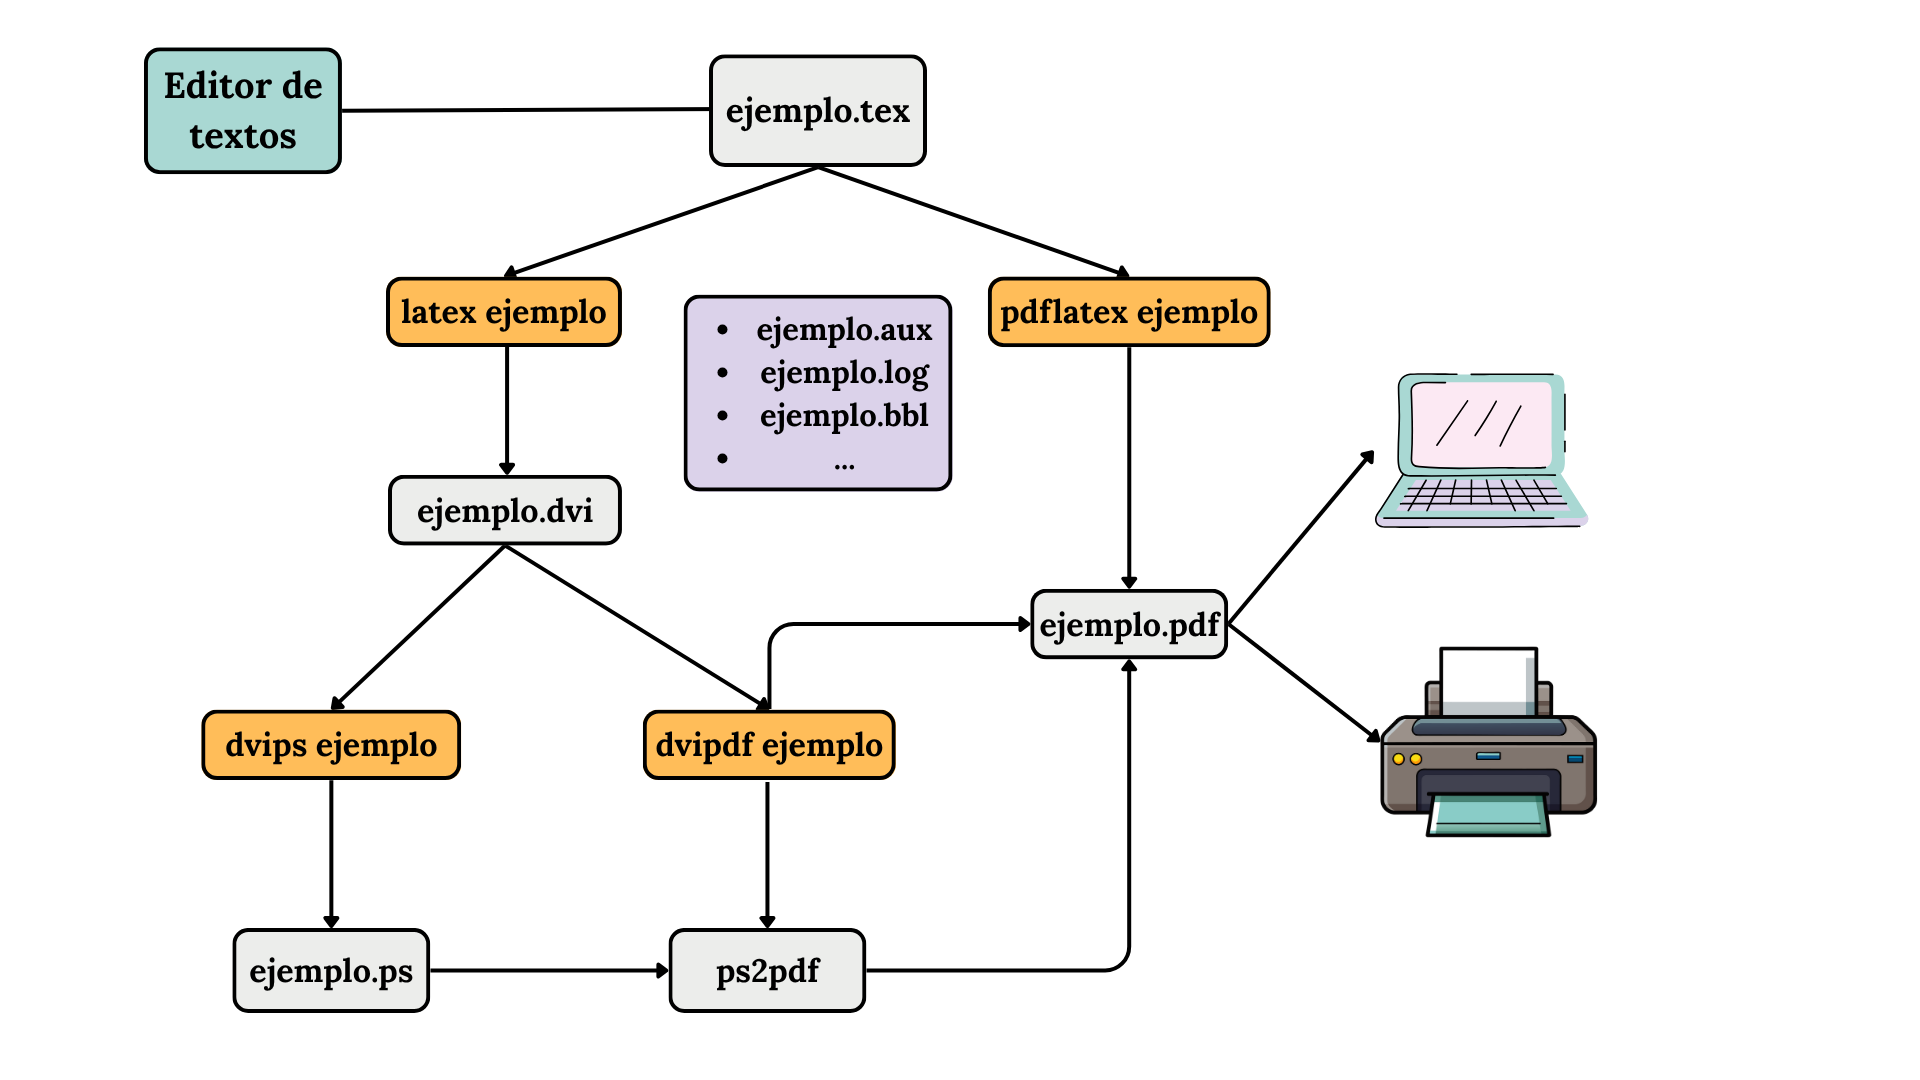 Editor de
textos
ejemplo.tex
latex ejemplo
pdflatex ejemplo
• ejemplo.aux
• ejemplo.log
• ejemplo.bbl
• ...
ejemplo.dvi
ejemplo.pdf
dvips ejemplo
dvipdf ejemplo
ejemplo.ps
ps2pdf